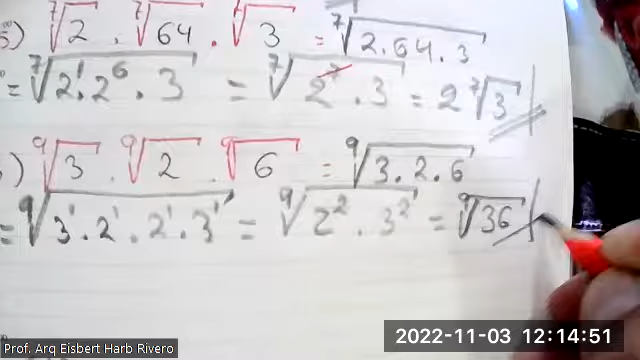 5) ⁷√2 . ⁷√64 . ⁷√3 = ⁷√2.64.3
= ⁷√2¹.2⁶.3 = ⁷√2⁷.3 = 2 ⁷√3
) ⁹√3 . ⁹√2 . ⁹√6 = ⁹√3.2.6
= ⁹√3¹.2¹.2¹.3¹ = ⁹√2².3² = ⁹√36
2022-11-03 12:14:51
Prof. Arq Eisbert Harb Rivero